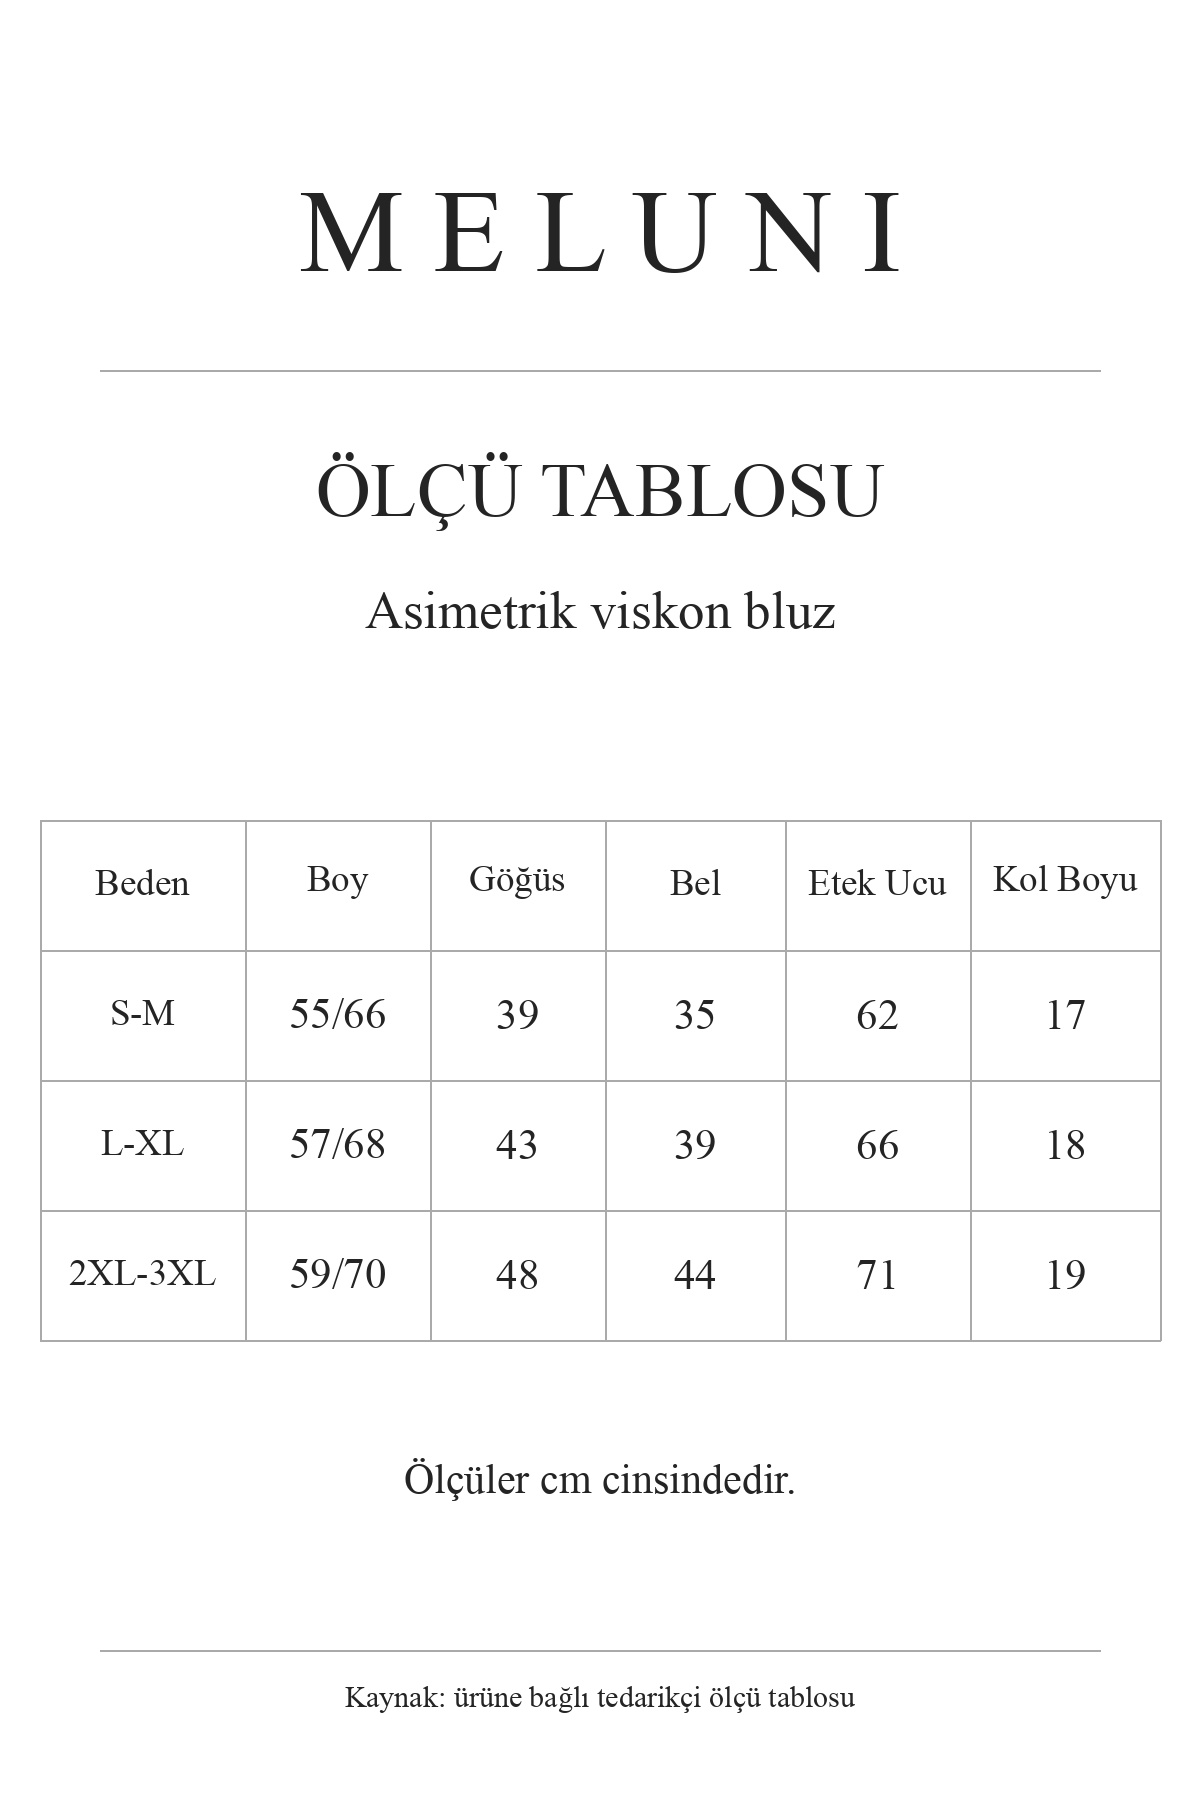 MELUNI
ÖLÇÜ TABLOSU
Asimetrik viskon bluz
Beden Boy Göğüs Bel Etek Ucu Kol Boyu
S-M 55/66 39 35 62 17
L-XL 57/68 43 39 66 18
2XL-3XL 59/70 48 44 71 19
Ölçüler cm cinsindedir.
Kaynak: ürüne bağlı tedarikçi ölçü tablosu